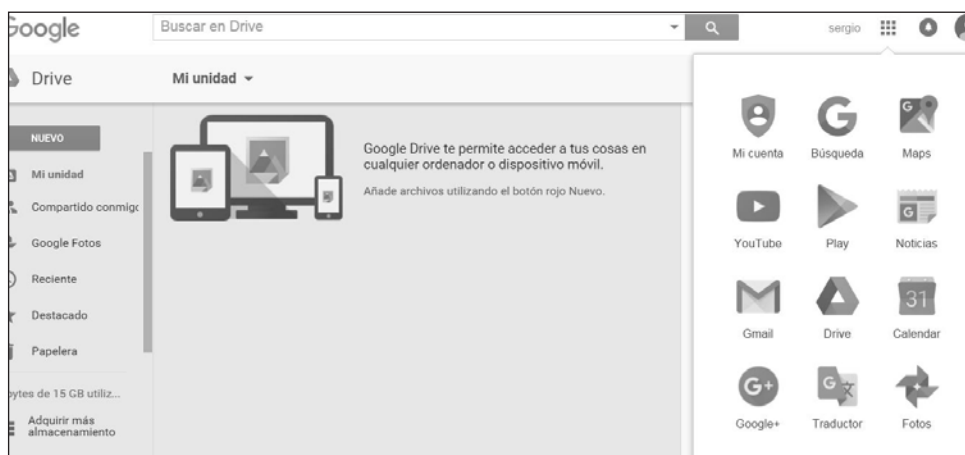 Google
Buscar en Drive
sergio
Drive
Mi unidad
NUEVO
Mi unidad
Compartido conmigo
Google Fotos
Reciente
Destacado
Papelera
bytes de 15 GB utiliz...
Adquirir más
almacenamiento
Google Drive te permite acceder a tus cosas en
cualquier ordenador o dispositivo móvil.
Añade archivos utilizando el botón rojo Nuevo.
Mi cuenta
Búsqueda
Maps
YouTube
Play
Noticias
31
Gmail
Drive
Calendar
G+
Google+
Traductor
Fotos